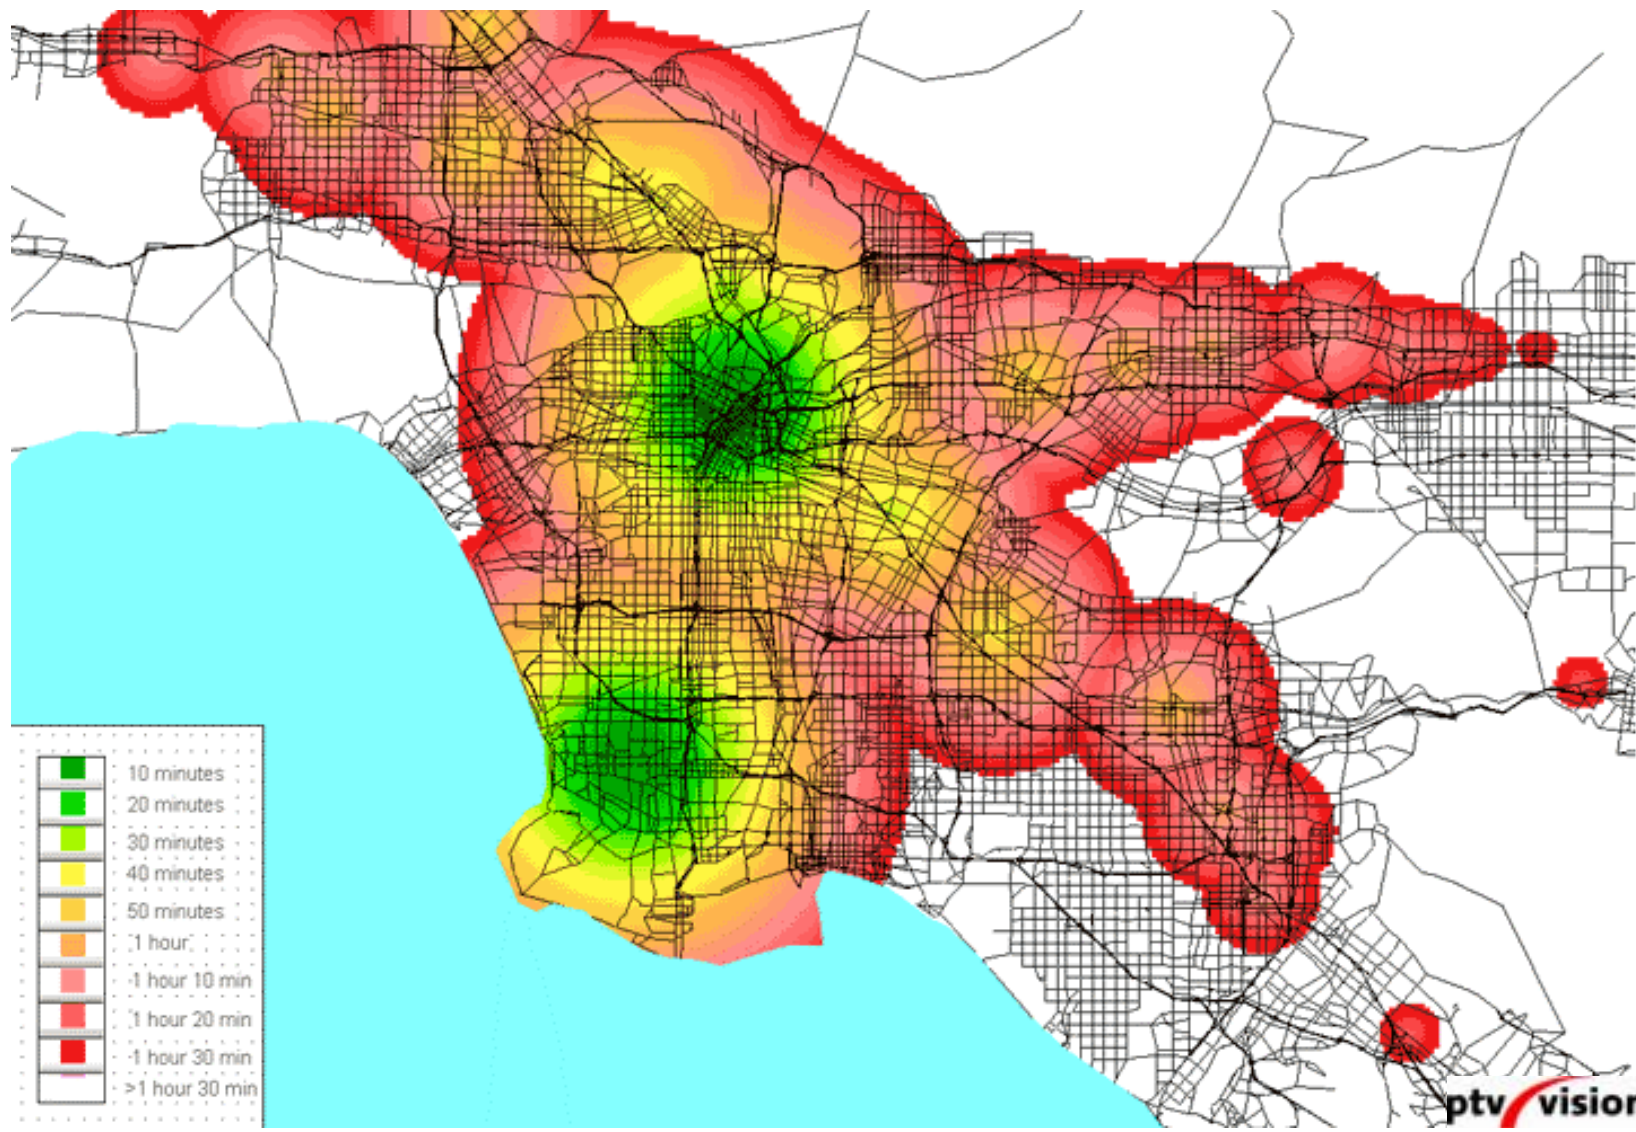 10 minutes
20 minutes
30 minutes
40 minutes
50 minutes
1 hour
1 hour 10 min
1 hour 20 min
1 hour 30 min
>1 hour 30 min
ptv vision